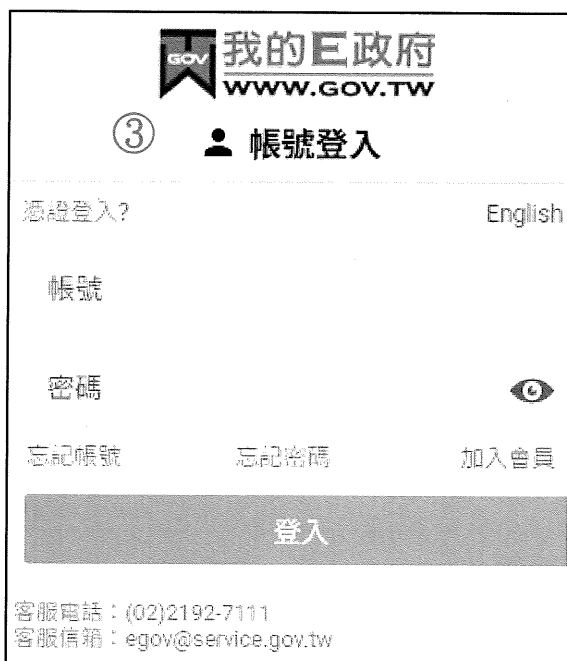 GOV 我的E政府
WWW.GOV.TW
③ 帳號登入
憑證登入? English
帳號
密碼
忘記帳號 忘記密碼 加入會員
登入
客服電話：(02)2192-7111
客服信箱：egov@service.gov.tw